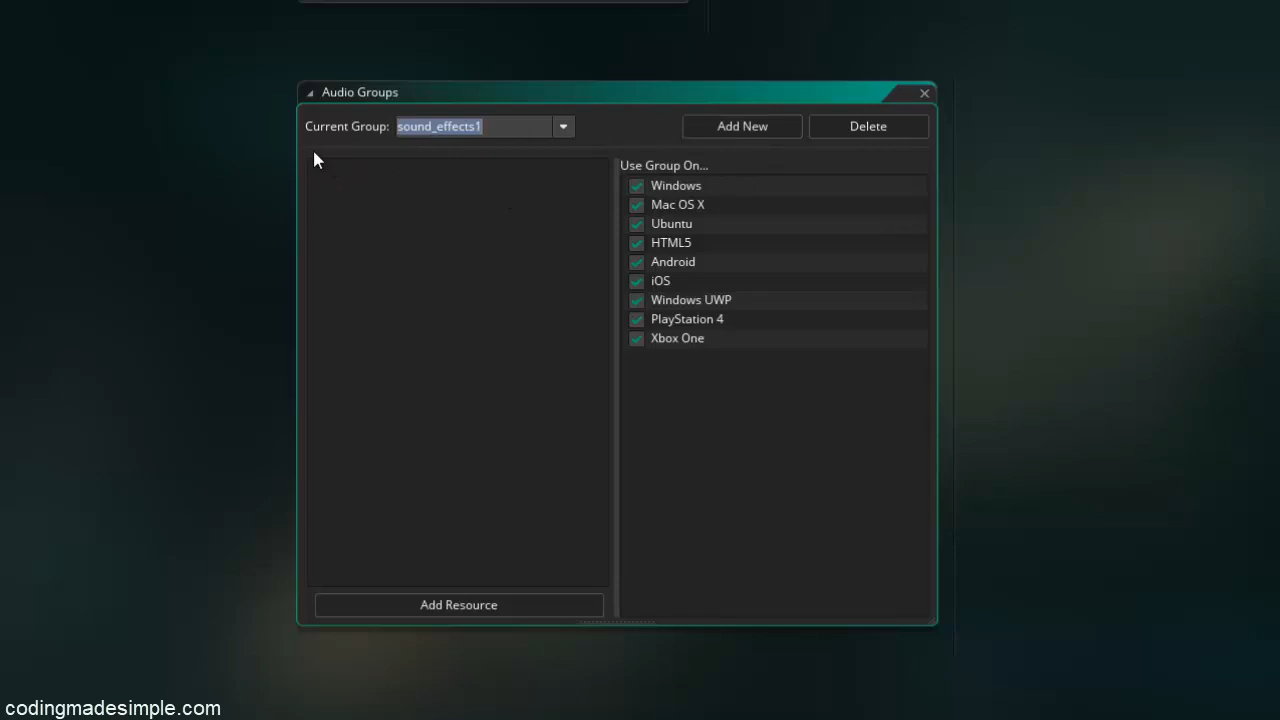 Audio Groups
Current Group: sound_effects1
Add New
Delete
Use Group On...
Windows
Mac OS X
Ubuntu
HTML5
Android
iOS
Windows UWP
PlayStation 4
Xbox One
Add Resource
codingmadesimple.com